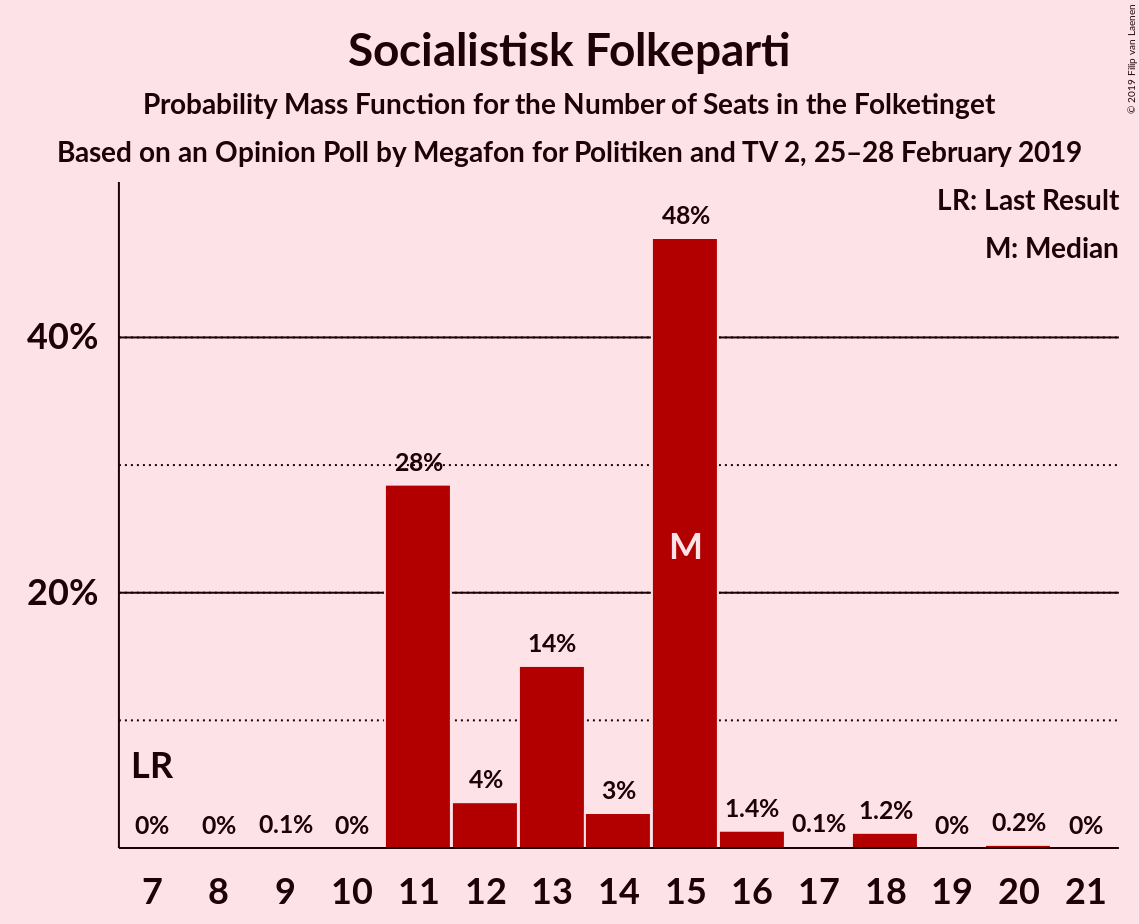 Socialistisk Folkeparti
Probability Mass Function for the Number of Seats in the Folketinget
Based on an Opinion Poll by Megafon for Politiken and TV 2, 25–28 February 2019
© 2019 Filip van Laenen
LR: Last Result
M: Median
48%
40%
28%
M
20%
14%
LR
4%
3%
0% 0% 0.1% 0% 1.4% 0.1% 1.2% 0% 0.2% 0%
7 8 9 10 11 12 13 14 15 16 17 18 19 20 21